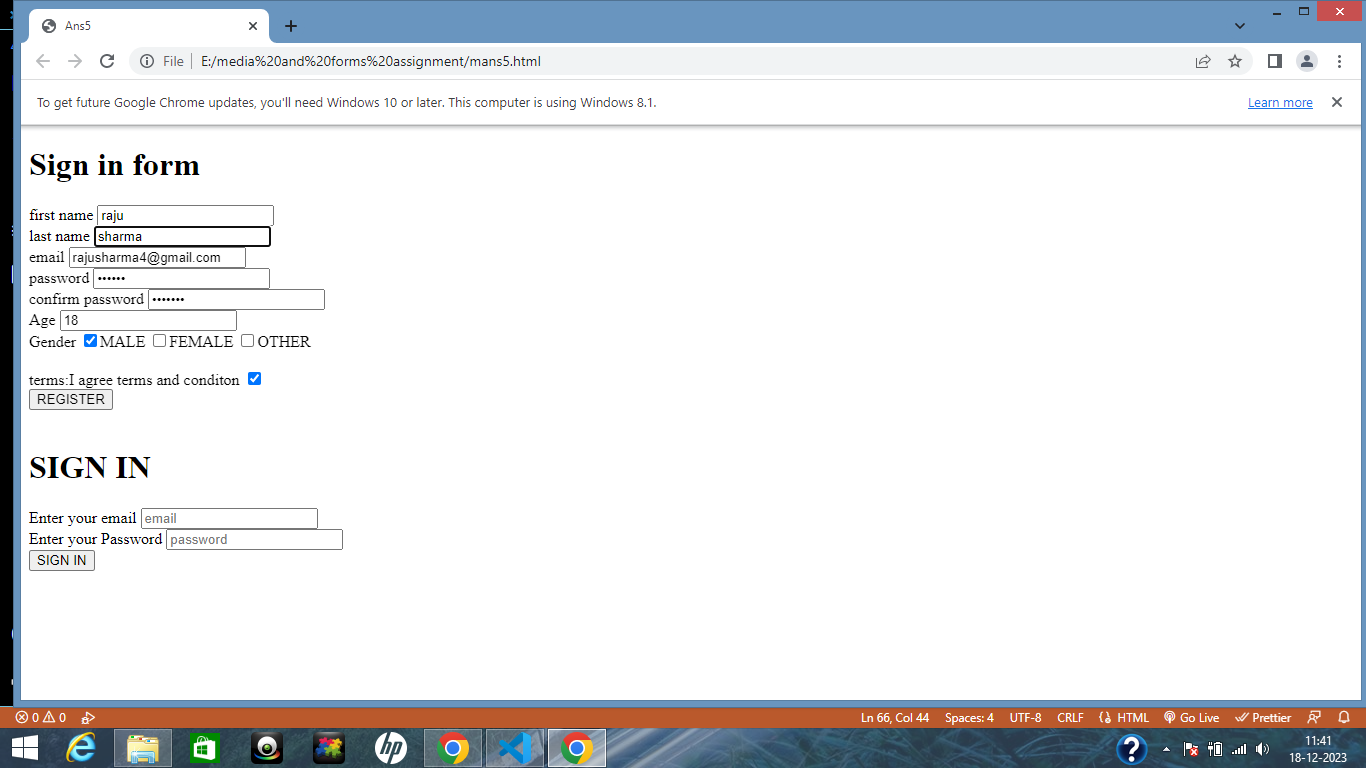 Ans5
File E:/media%20and%20forms%20assignment/mans5.html
To get future Google Chrome updates, you'll need Windows 10 or later. This computer is using Windows 8.1. Learn more
Sign in form
first name raju
last name sharma
email rajusharma4@gmail.com
password ••••••
confirm password •••••••
Age 18
Gender MALE FEMALE OTHER
terms:I agree terms and conditon
REGISTER
SIGN IN
Enter your email email
Enter your Password password
SIGN IN
0 0 Ln 66, Col 44 Spaces: 4 UTF-8 CRLF HTML Go Live Prettier
hp ? 11:41
18-12-2023